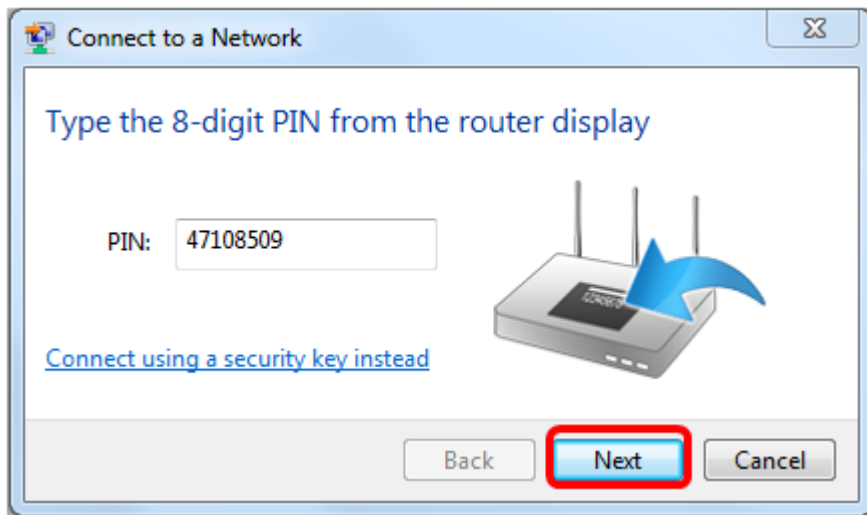 Connect to a Network
Type the 8-digit PIN from the router display
PIN: 47108509
12345678
Connect using a security key instead
Back Next Cancel